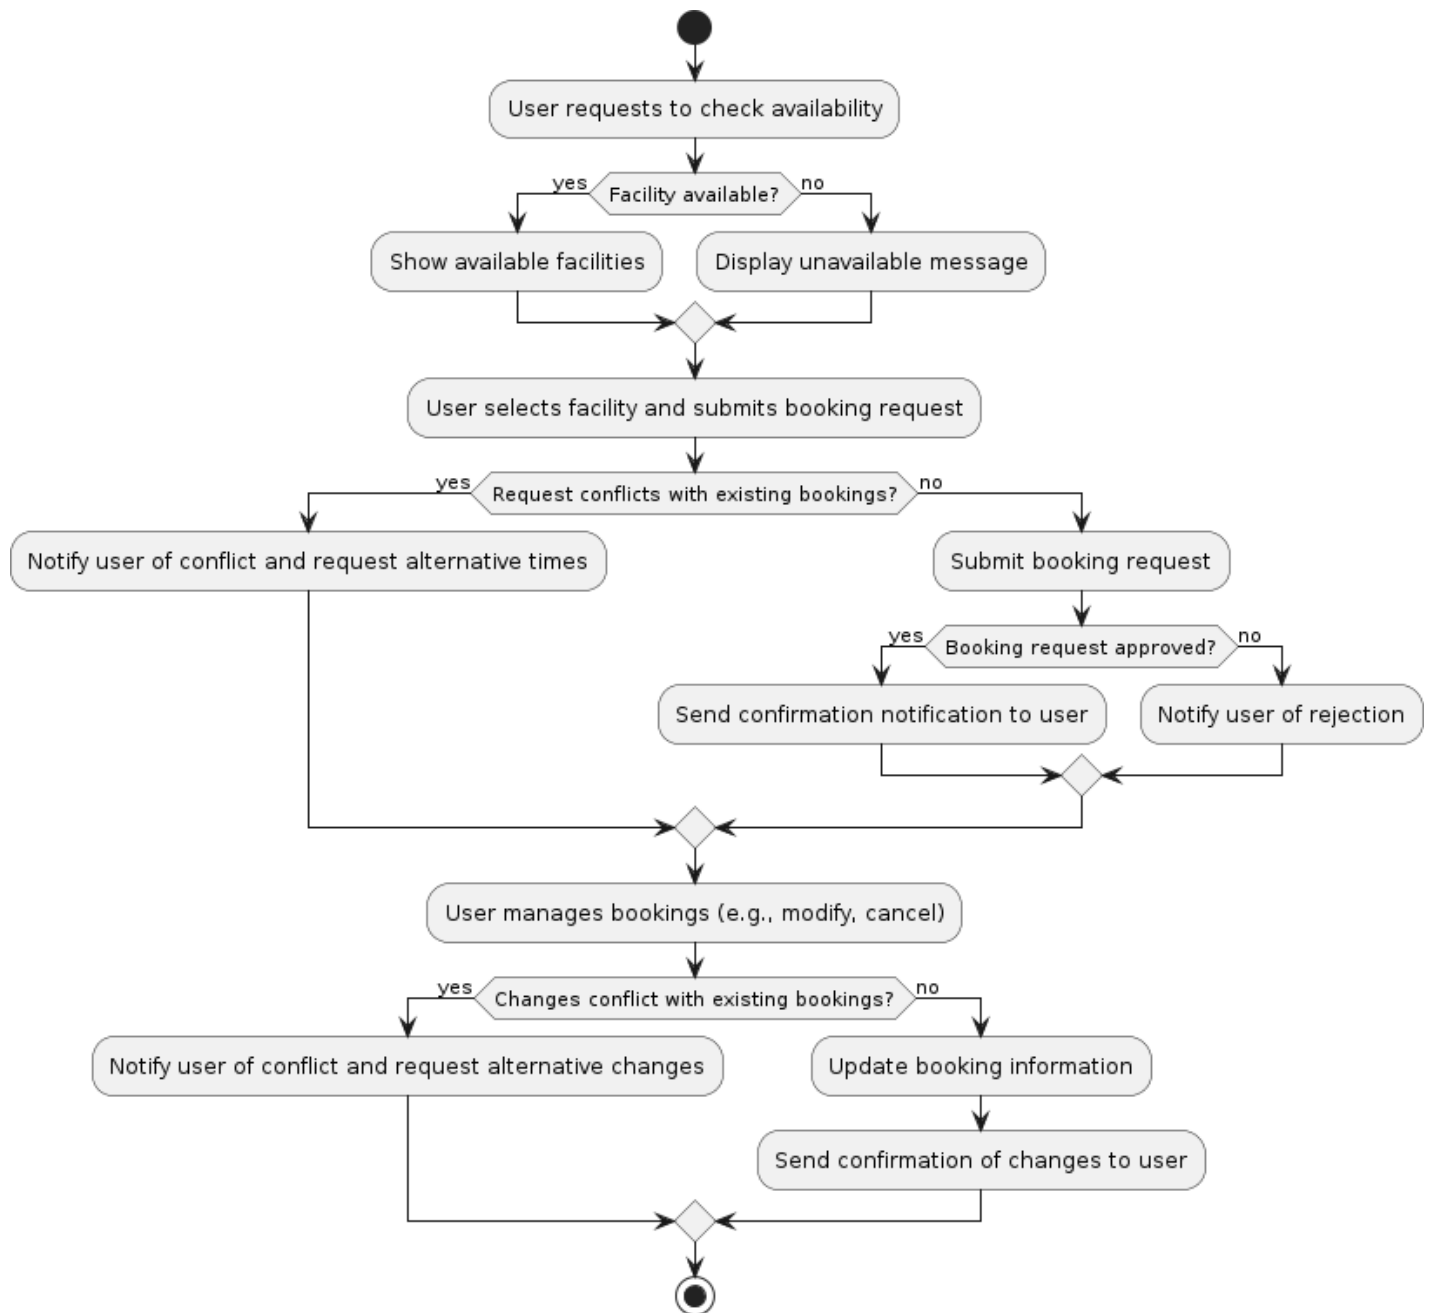 User requests to check availability
yes
Facility available?
no
Show available facilities
Display unavailable message
User selects facility and submits booking request
yes
Request conflicts with existing bookings?
no
Notify user of conflict and request alternative times
Submit booking request
yes
Booking request approved?
no
Send confirmation notification to user
Notify user of rejection
User manages bookings (e.g., modify, cancel)
yes
Changes conflict with existing bookings?
no
Notify user of conflict and request alternative changes
Update booking information
Send confirmation of changes to user